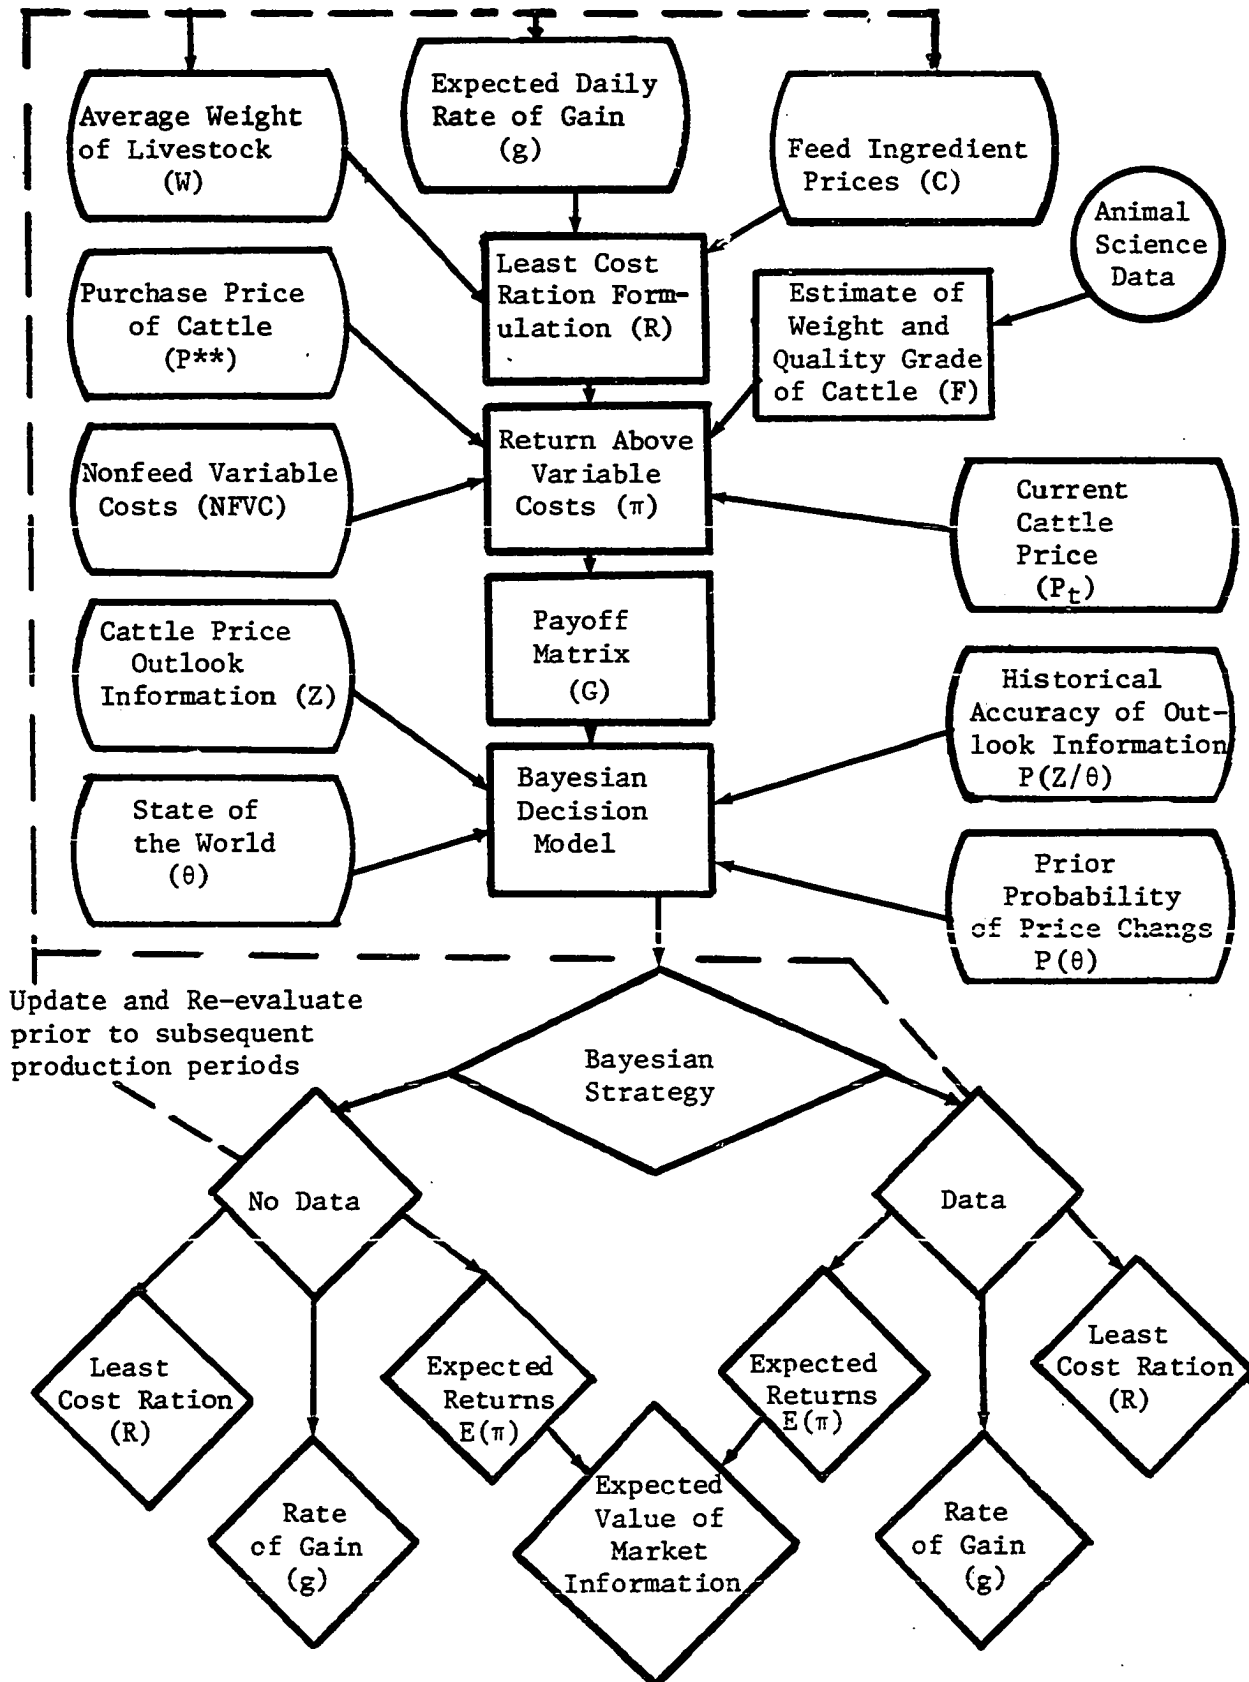 Expected Daily
Rate of Gain
(g)
Average Weight
of Livestock
(W)
Feed Ingredient
Prices (C)
Animal
Science
Data
Least Cost
Ration Form-
ulation (R)
Purchase Price
of Cattle
(P**)
Estimate of
Weight and
Quality Grade
of Cattle (F)
Return Above
Variable
Costs (π)
Nonfeed Variable
Costs (NFVC)
Current
Cattle
Price
(Pt)
Payoff
Matrix
(G)
Cattle Price
Outlook
Information (Z)
Historical
Accuracy of Out-
look Information
P(Z/θ)
Bayesian
Decision
Model
State of
the World
(θ)
Prior
Probability
of Price Changs
P(θ)
Update and Re-evaluate
prior to subsequent
production periods
Bayesian
Strategy
No Data
Data
Least
Cost Ration
(R)
Expected
Returns
E(π)
Expected
Returns
E(π)
Least
Cost Ration
(R)
Rate
of Gain
(g)
Expected
Value of
Market
Information
Rate
of Gain
(g)